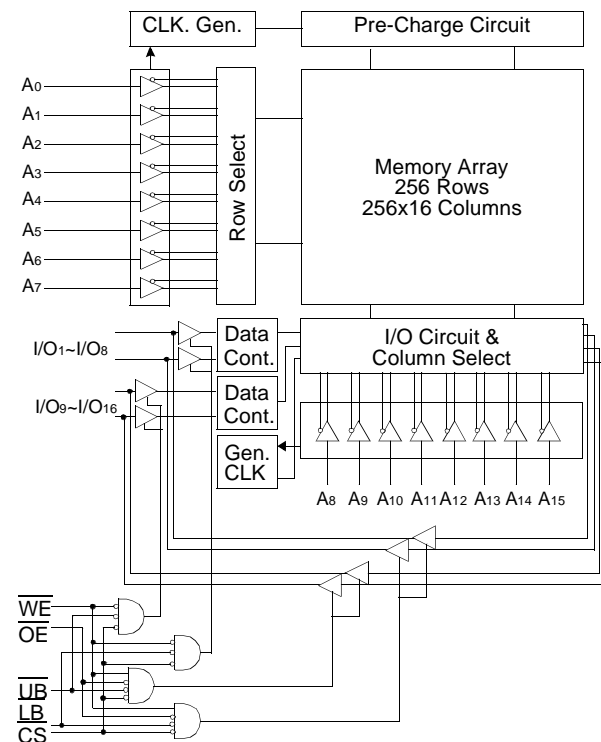 CLK. Gen.
Pre-Charge Circuit
A0
A1
A2
A3
A4
A5
A6
A7
Row Select
Memory Array
256 Rows
256x16 Columns
I/O1~I/O8
Data
Cont.
I/O Circuit &
Column Select
I/O9~I/O16
Data
Cont.
Gen.
CLK
A8 A9 A10 A11 A12 A13 A14 A15
WE
OE
UB
LB
CS